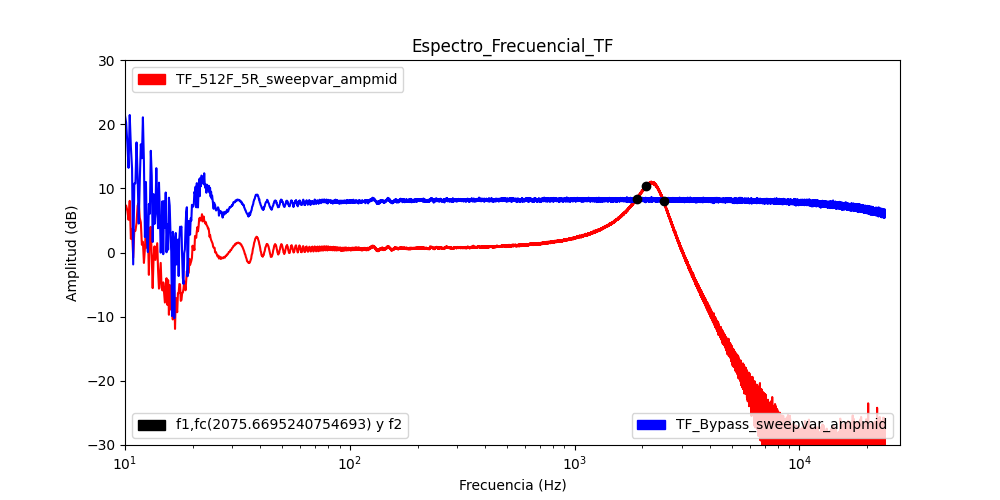 Espectro_Frecuencial_TF
30
20
10
0
−10
−20
−30
Amplitud (dB)
TF_512F_5R_sweepvar_ampmid
f1,fc(2075.6695240754693) y f2
TF_Bypass_sweepvar_ampmid
10¹
10²
10³
10⁴
Frecuencia (Hz)